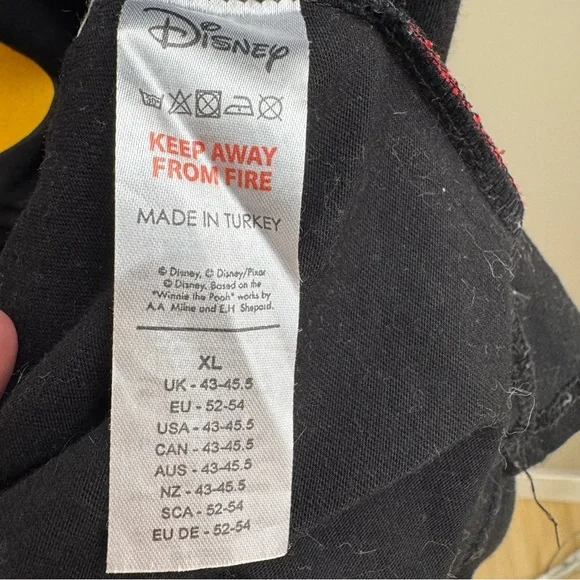 Disney
KEEP AWAY
FROM FIRE
MADE IN TURKEY
© Disney, © Disney/Pixar
© Disney. Based on the
"Winnie the Pooh" works by
A.A. Milne and E.H. Shepard.
XL
UK - 43-45.5
EU - 52-54
USA - 43-45.5
CAN - 43-45.5
AUS - 43-45.5
NZ - 43-45.5
SCA - 52-54
EU DE - 52-54